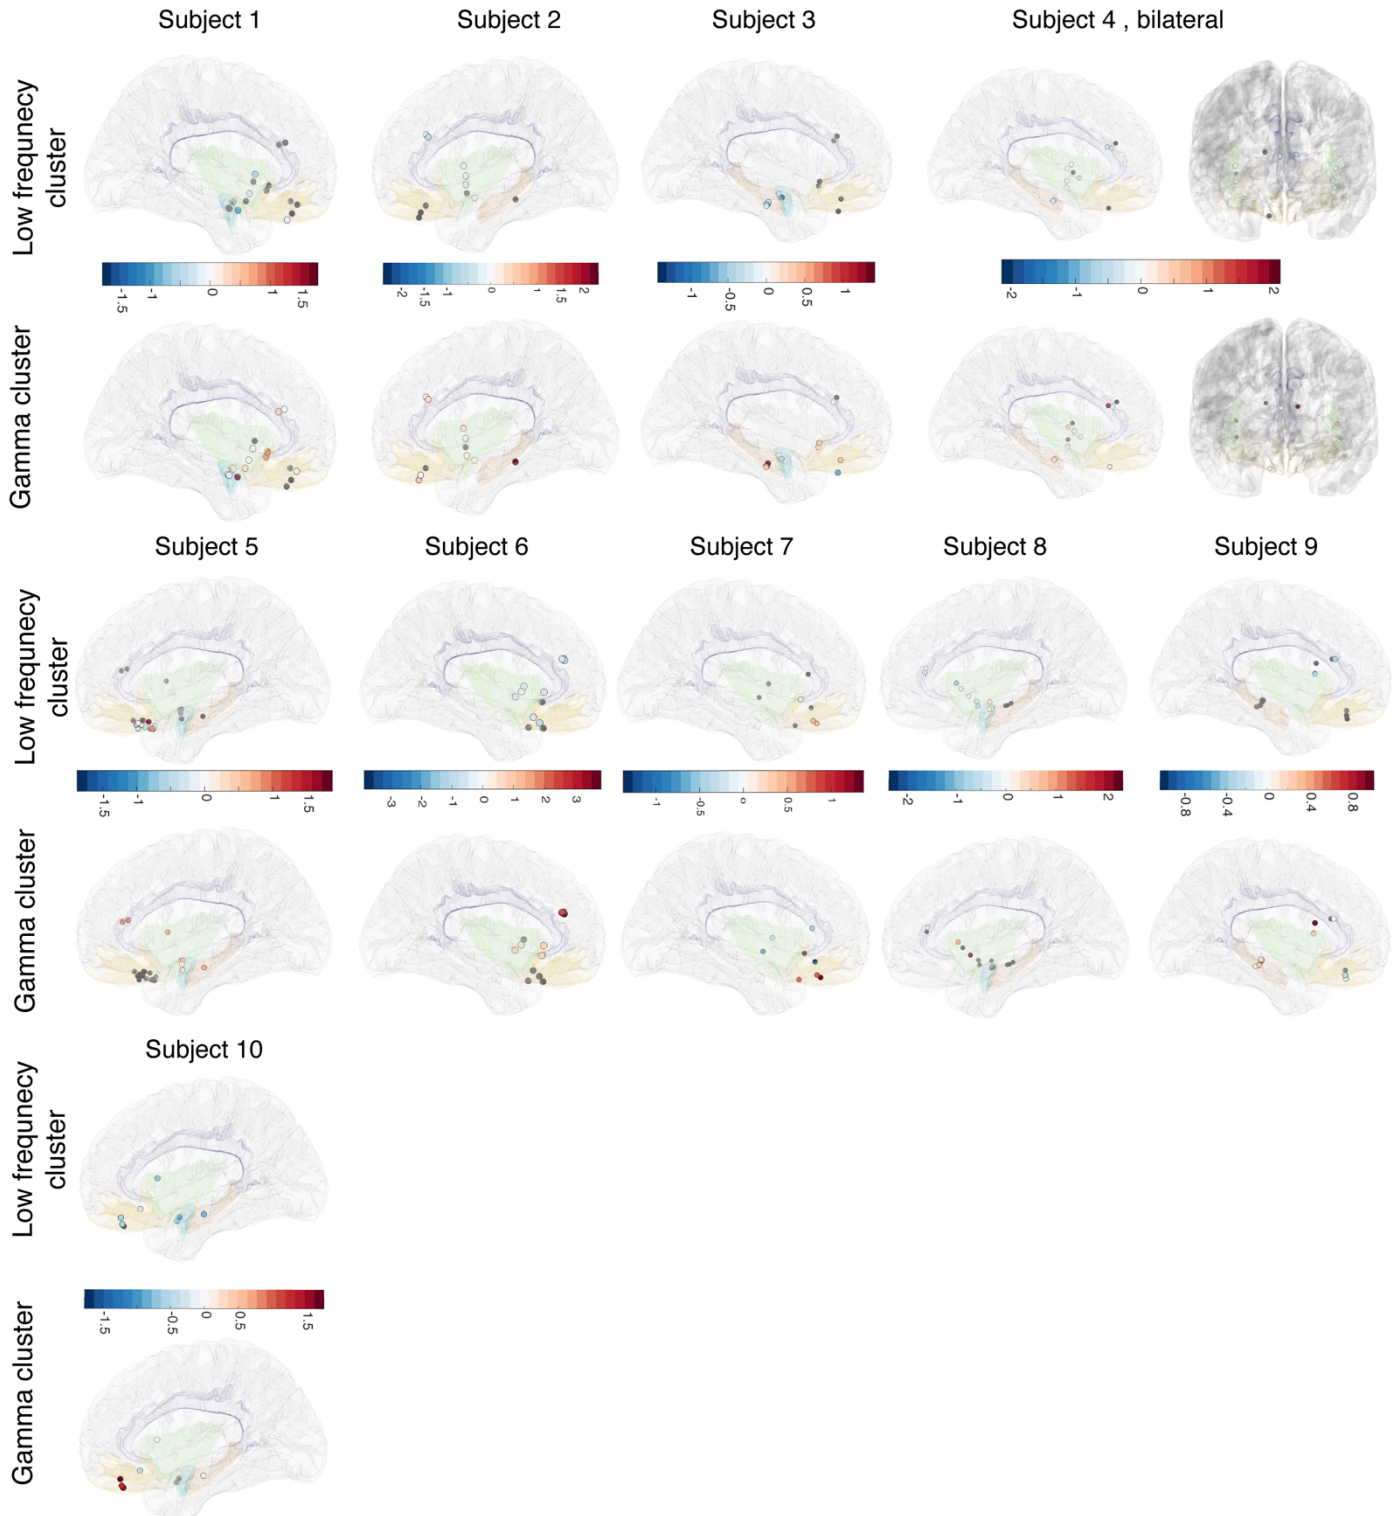 Subject 1
Subject 2
Subject 3
Subject 4 , bilateral
Low frequnecy
cluster
-1.5 -1 0 1 1.5
-2 -1.5 -1 0 1 1.5 2
-1 -0.5 0 0.5 1
-2 -1 0 1 2
Gamma cluster
Subject 5
Subject 6
Subject 7
Subject 8
Subject 9
Low frequnecy
cluster
-1.5 -1 0 1 1.5
-3 -2 -1 0 1 2 3
-1 -0.5 0 0.5 1
-2 -1 0 1 2
-0.8 -0.4 0 0.4 0.8
Gamma cluster
Subject 10
Low frequnecy
cluster
-1.5 -0.5 0 0.5 1.5
Gamma cluster